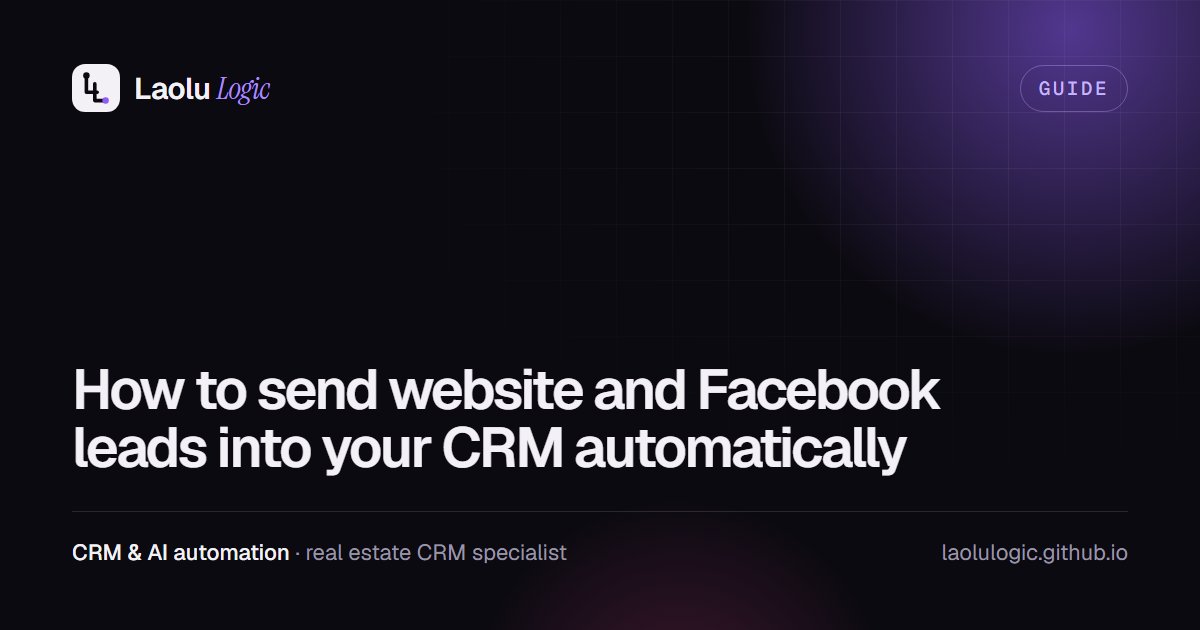 Laolu Logic
GUIDE
How to send website and Facebook
leads into your CRM automatically
CRM & AI automation · real estate CRM specialist
laolulogic.github.io